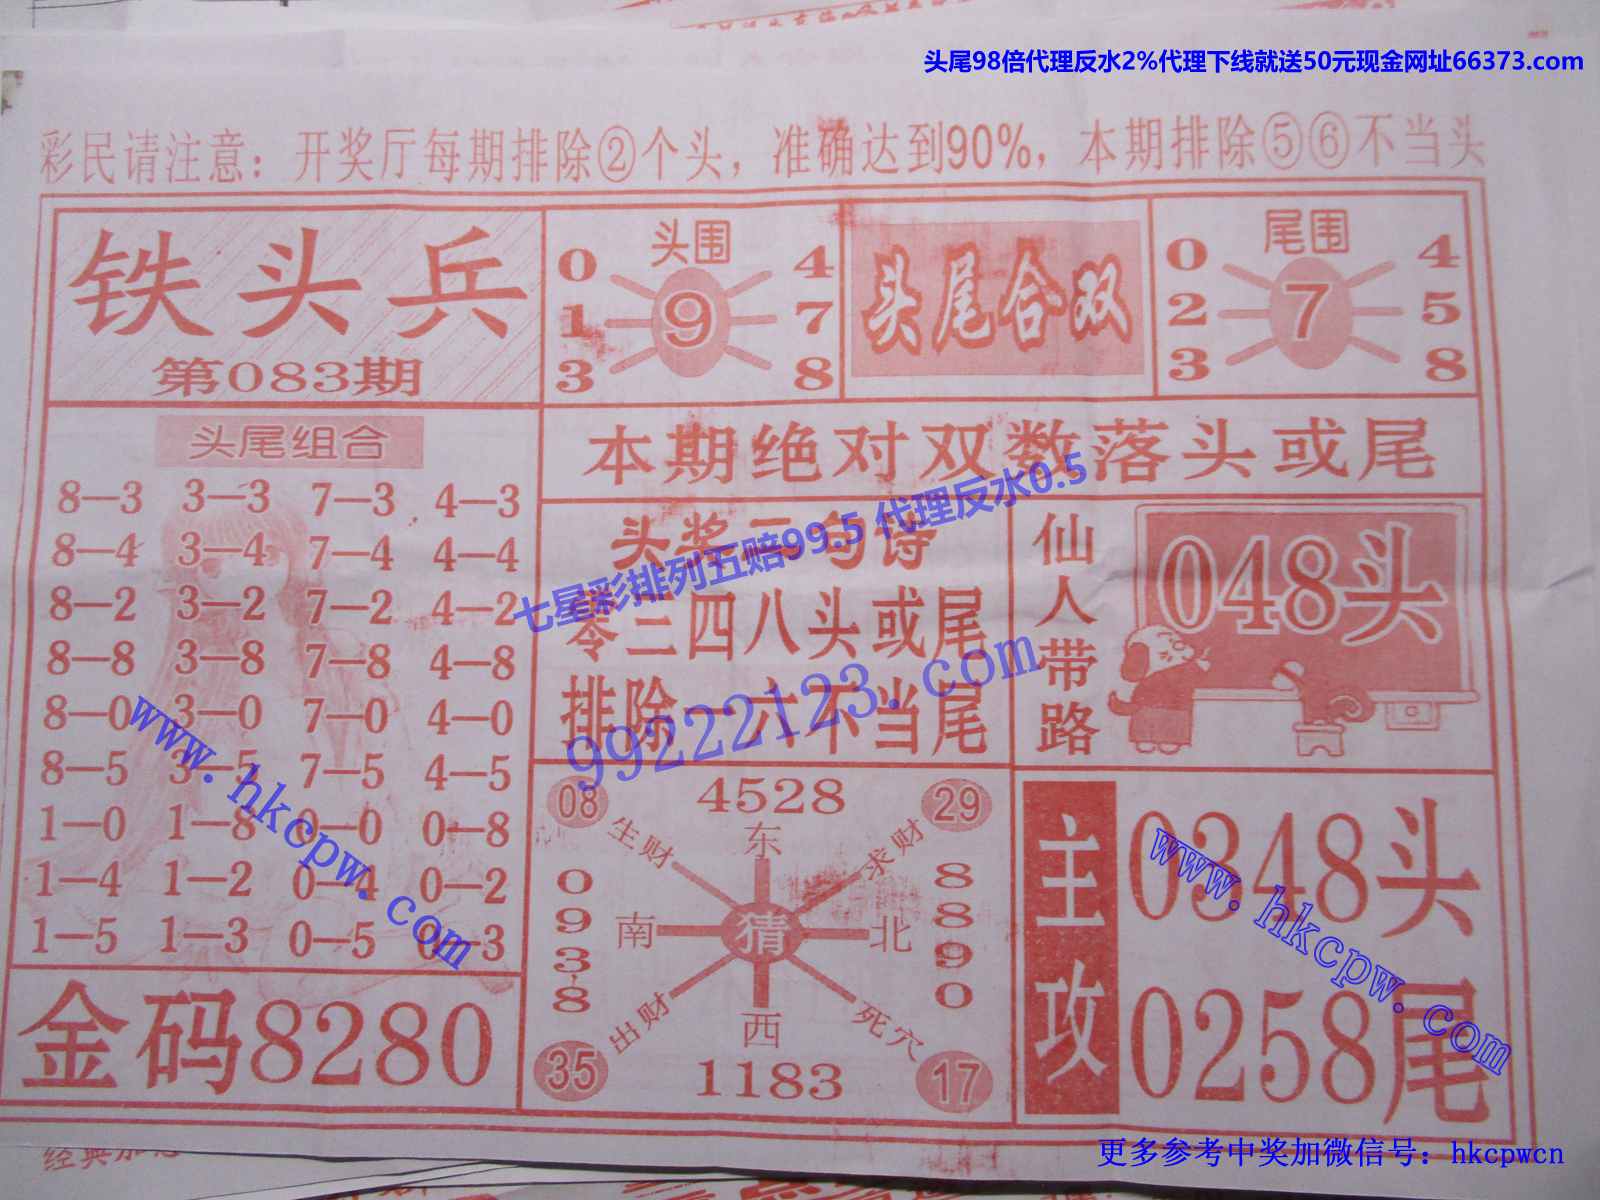 头尾98倍代理反水2%代理下线就送50元现金网址66373.com
彩民请注意：开奖厅每期排除②个头，准确达到90%，本期排除⑤⑥不当头
铁头兵
第083期
头围
0 4
1 9 7
3 8
头尾合双
尾围
0 4
2 7 5
3 8
头尾组合
8—3 3—3 7—3 4—3
8—4 3—4 7—4 4—4
8—2 3—2 7—2 4—2
8—8 3—8 7—8 4—8
8—0 3—0 7—0 4—0
8—5 3—5 7—5 4—5
1—0 1—8 0—0 0—8
1—4 1—2 0—4 0—2
1—5 1—3 0—5 0—3
金码8280
本期绝对双数落头或尾
头奖二句诗
零二四八头或尾
排除一六不当尾
仙人带路
048头
08 4528 29
生财 东 求财
0938 南 猜 北 8890
出财 西 死穴
35 1183 17
主攻
0348头
0258尾
七星彩排列五赔99.5 代理反水0.5
99222123.com
www.hkcpw.com
www.hkcpw.com
更多参考中奖加微信号：hkcpwcn